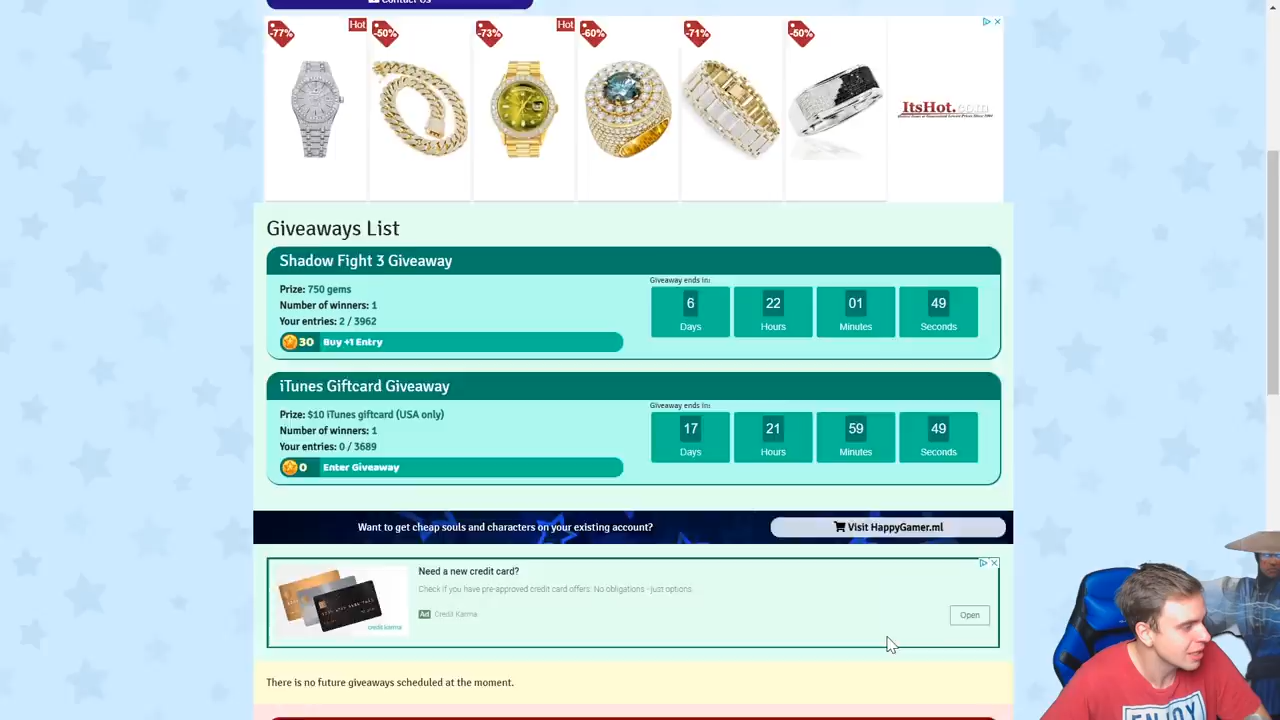 Contact Us
-77%
Hot
-50%
-73%
Hot
-60%
-71%
-50%
ItsHot.com
Giveaways List
Shadow Fight 3 Giveaway
Prize: 750 gems
Number of winners: 1
Your entries: 2 / 3962
30 Buy +1 Entry
Giveaway ends in:
6 22 01 49
Days Hours Minutes Seconds
iTunes Giftcard Giveaway
Prize: $10 iTunes giftcard (USA only)
Number of winners: 1
Your entries: 0 / 3689
0 Enter Giveaway
Giveaway ends in:
17 21 59 49
Days Hours Minutes Seconds
Want to get cheap souls and characters on your existing account?
Visit HappyGamer.ml
Need a new credit card?
Check if you have pre-approved credit card offers. No obligations - just options.
Ad Credit Karma
credit karma
Open
There is no future giveaways scheduled at the moment.
ENJOY